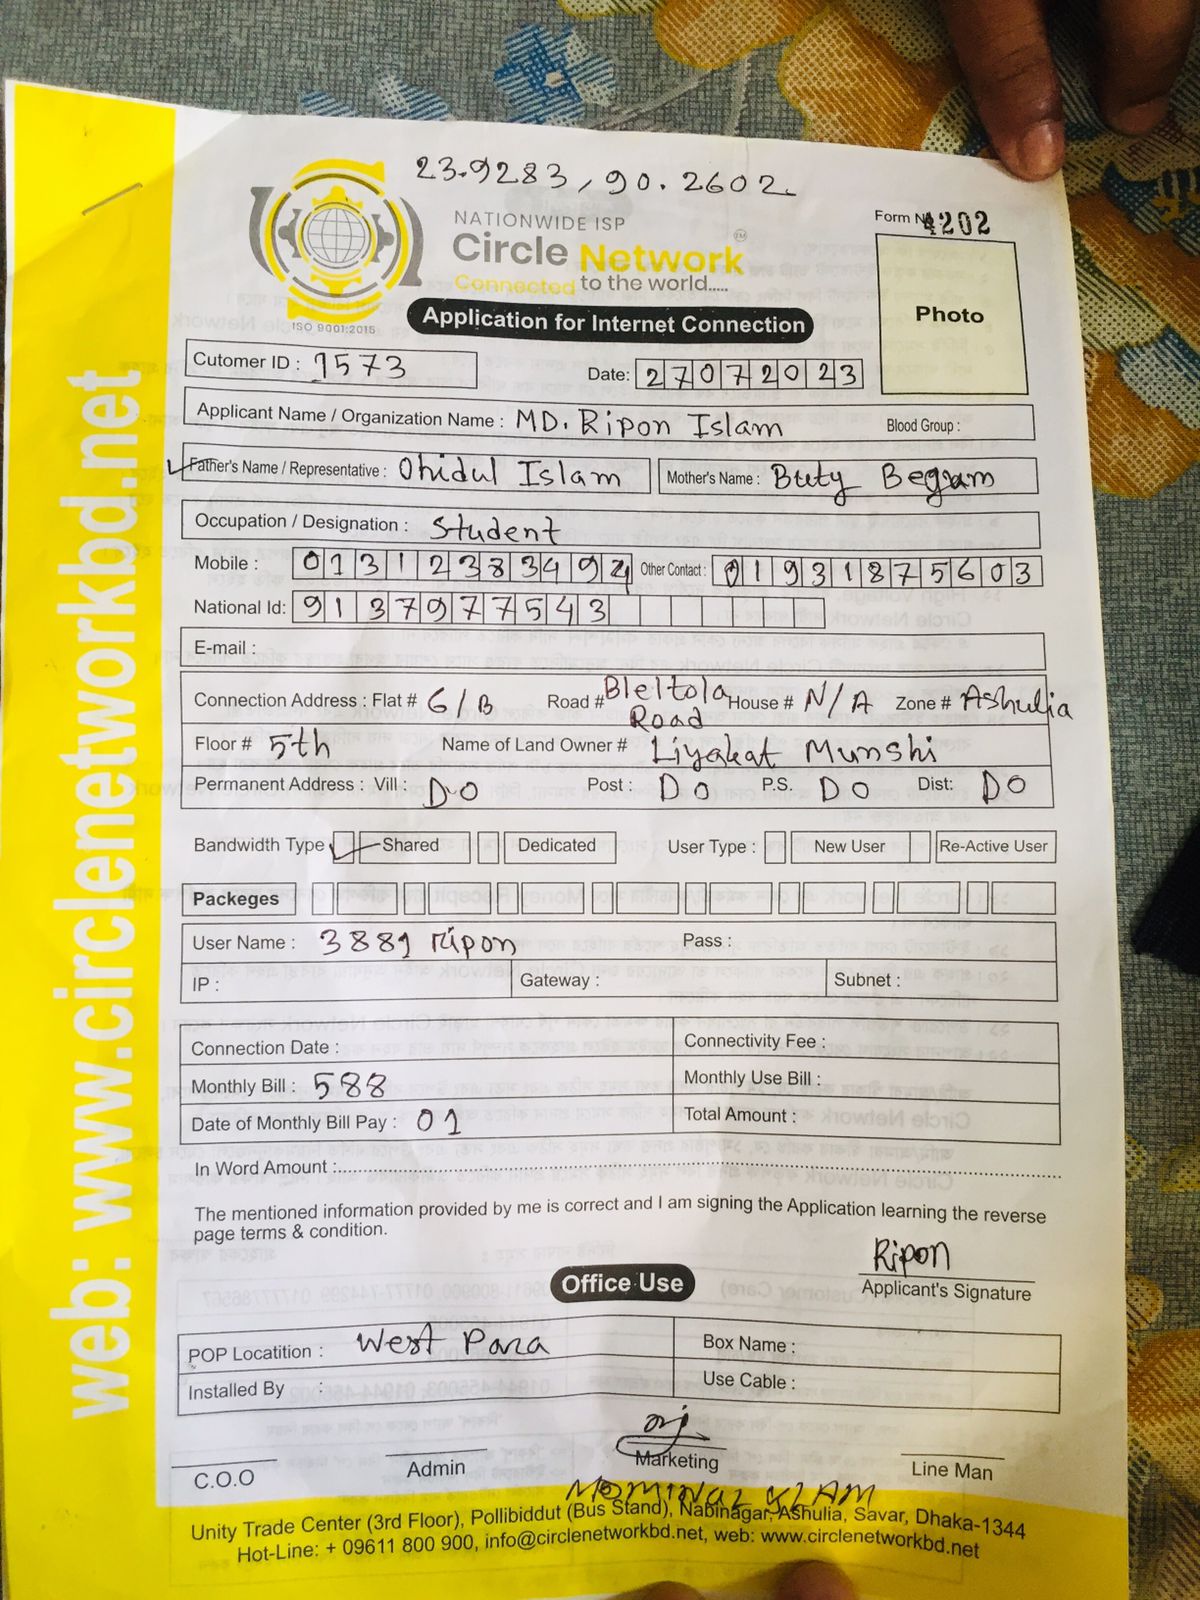 23.9283, 90.2602
NATIONWIDE ISP
Circle Network TM
Connected to the world.....
ISO 9001:2015
Form No 4202
Photo
Application for Internet Connection
Cutomer ID : 1573
Date: 27072023
Applicant Name / Organization Name : MD. Ripon Islam Blood Group :
Father's Name / Representative : Ohidul Islam Mother's Name : Buty Begum
Occupation / Designation : Student
Mobile : 01312383494 Other Contact : 01931875603
National Id: 9137977543
E-mail :
Connection Address : Flat # 6/B Road # Bleltola Road House # N/A Zone # Ashulia
Floor # 5th Name of Land Owner # Liyakat Munshi
Permanent Address : Vill : DO Post : DO P.S. DO Dist: DO
Bandwidth Type Shared Dedicated User Type : New User Re-Active User
Packeges
User Name : 3881 Ripon Pass :
IP : Gateway : Subnet :
Connection Date : Connectivity Fee :
Monthly Bill : 588 Monthly Use Bill :
Date of Monthly Bill Pay : 01 Total Amount :
In Word Amount :
The mentioned information provided by me is correct and I am signing the Application learning the reverse
page terms & condition.
Ripon
Applicant's Signature
Office Use
POP Locatition : West Para Box Name :
Installed By : Use Cable :
C.O.O Admin Marketing Line Man
MOMINUL ISLAM
Unity Trade Center (3rd Floor), Pollibiddut (Bus Stand), Nabinagar, Ashulia, Savar, Dhaka-1344
Hot-Line: + 09611 800 900, info@circlenetworkbd.net, web: www.circlenetworkbd.net
web: www.circlenetworkbd.net